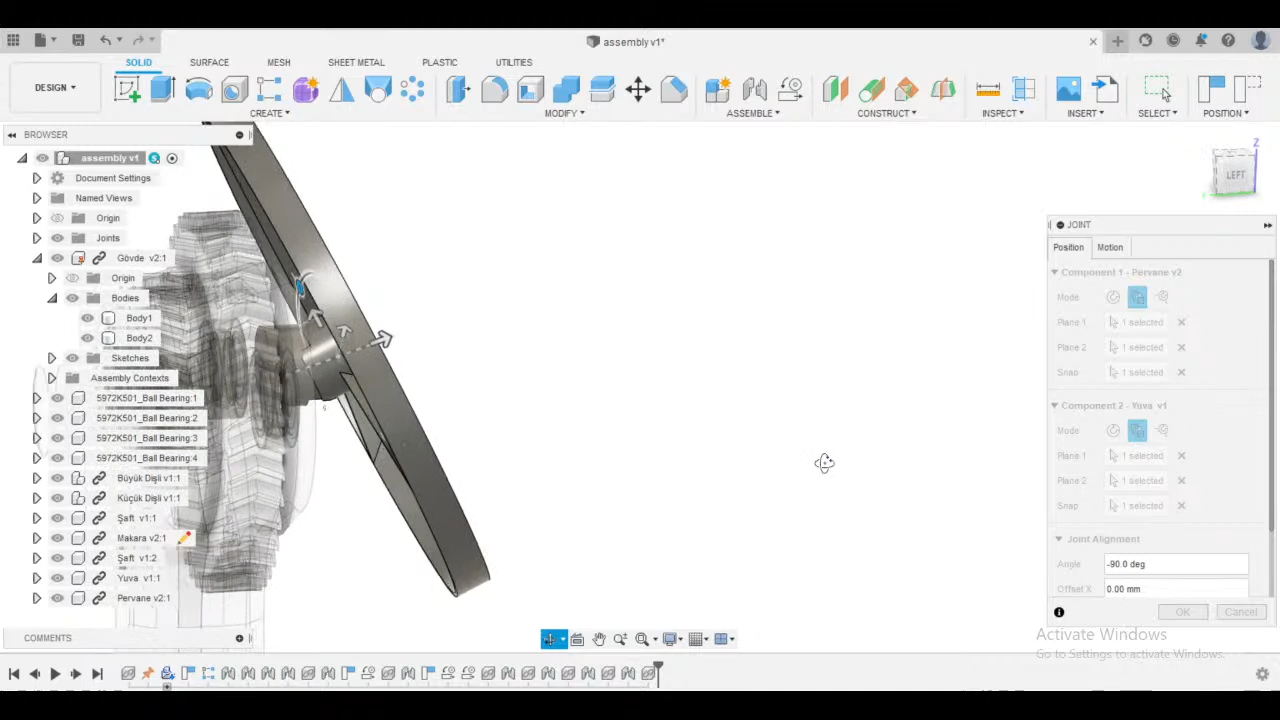 assembly v1*
SOLID SURFACE MESH SHEET METAL PLASTIC UTILITIES
DESIGN
CREATE MODIFY ASSEMBLE CONSTRUCT INSPECT INSERT SELECT POSITION
BROWSER
assembly v1
Document Settings
Named Views
Origin
Joints
Gövde v2:1
Origin
Bodies
Body1
Body2
Sketches
Assembly Contexts
5972K501_Ball Bearing:1
5972K501_Ball Bearing:2
5972K501_Ball Bearing:3
5972K501_Ball Bearing:4
Büyük Dişli v1:1
Küçük Dişli v1:1
Şaft v1:1
Makara v2:1
Şaft v1:2
Yuva v1:1
Pervane v2:1
COMMENTS
Z
LEFT
JOINT
Position Motion
Component 1 - Pervane v2
Mode
Plane 1 1 selected
Plane 2 1 selected
Snap 1 selected
Component 2 - Yuva v1
Mode
Plane 1 1 selected
Plane 2 1 selected
Snap 1 selected
Joint Alignment
Angle -90.0 deg
Offset X 0.00 mm
OK Cancel
Activate Windows
Go to Settings to activate Windows.